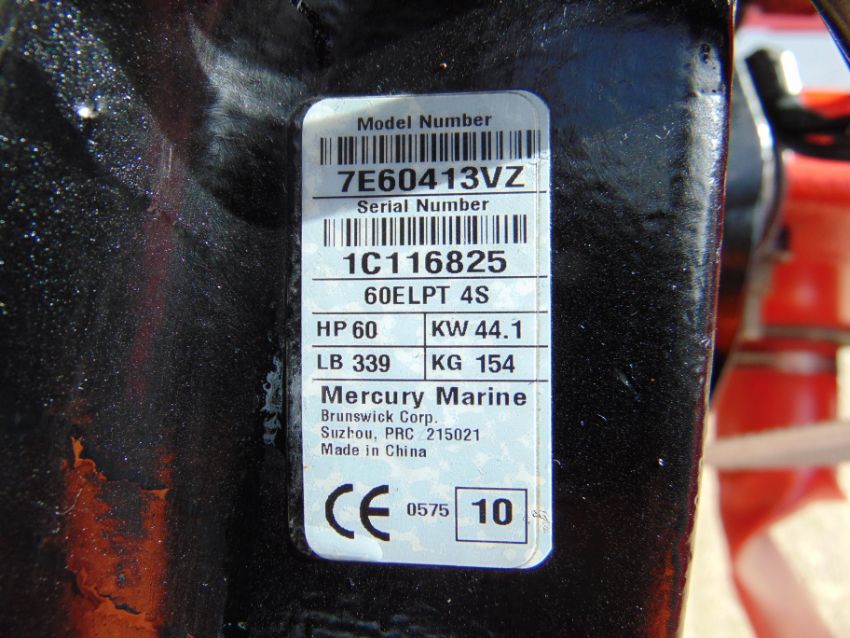 Model Number
7E60413VZ
Serial Number
1C116825
60ELPT 4S
HP 60 KW 44.1
LB 339 KG 154
Mercury Marine
Brunswick Corp.
Suzhou, PRC 215021
Made in China
CE 0575 10